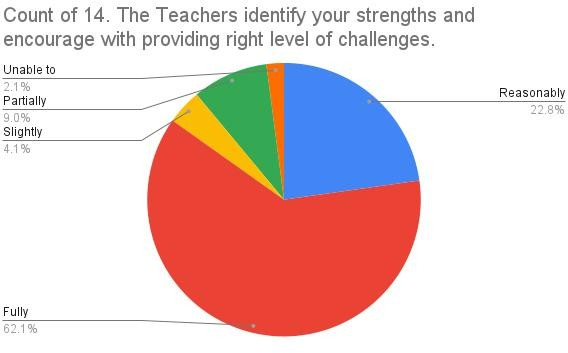 Count of 14. The Teachers identify your strengths and
encourage with providing right level of challenges.
Unable to
2.1%
Partially
9.0%
Slightly
4.1%
Reasonably
22.8%
Fully
62.1%